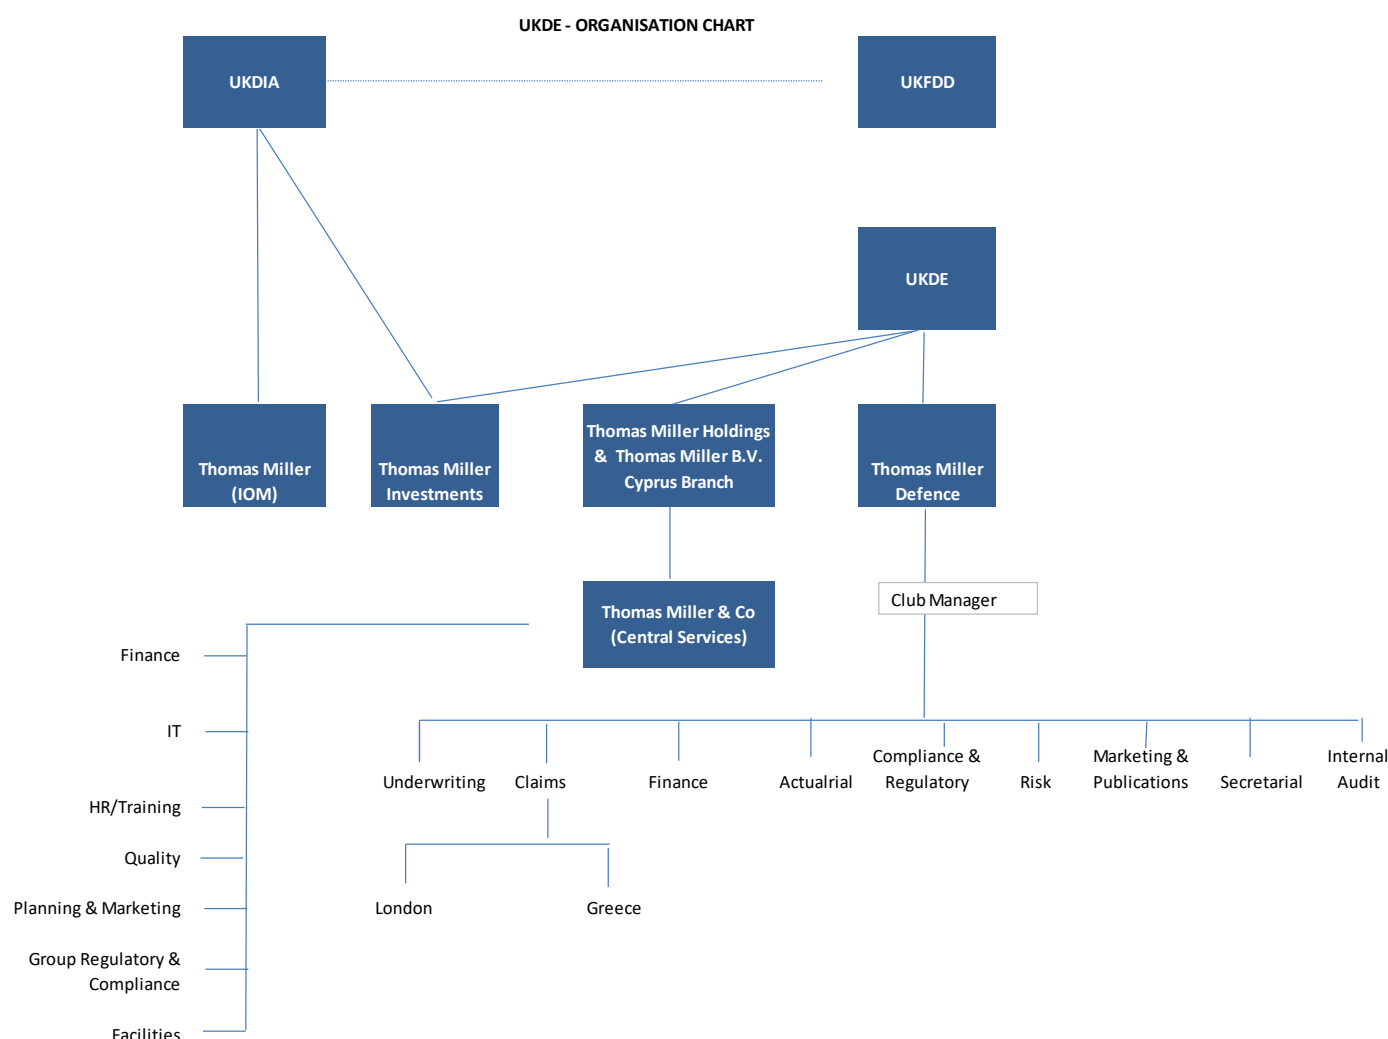 UKDE - ORGANISATION CHART
UKDIA
UKFDD
UKDE
Thomas Miller
(IOM)
Thomas Miller
Investments
Thomas Miller Holdings
& Thomas Miller B.V.
Cyprus Branch
Thomas Miller
Defence
Thomas Miller & Co
(Central Services)
Club Manager
Finance
IT
HR/Training
Quality
Planning & Marketing
Group Regulatory &
Compliance
Facilities
Underwriting
Claims
Finance
Actualrial
Compliance &
Regulatory
Risk
Marketing &
Publications
Secretarial
Internal
Audit
London
Greece